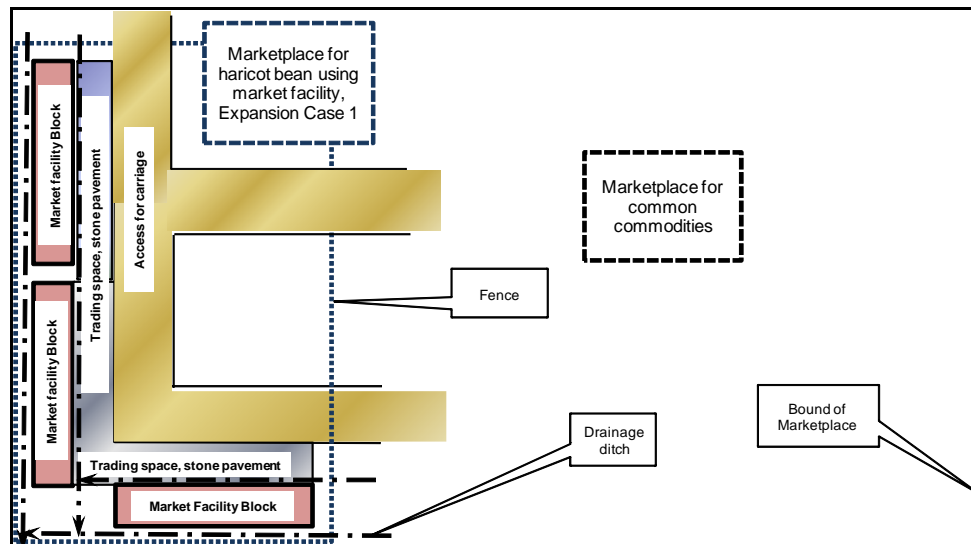 Marketplace for
haricot bean using
market facility,
Expansion Case 1
Market facility Block
Trading space, stone pavement
Access for carriage
Marketplace for
common
commodities
Fence
Market facility Block
Bound of
Marketplace
Drainage
ditch
Trading space, stone pavement
Market Facility Block